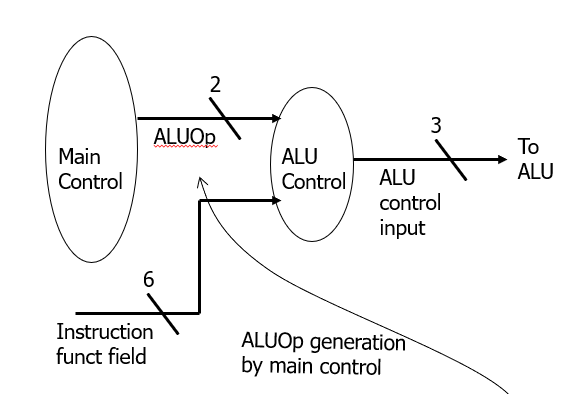 2
ALUOp
Main
Control
ALU
Control
3
To
ALU
ALU
control
input
6
Instruction
funct field
ALUOp generation
by main control